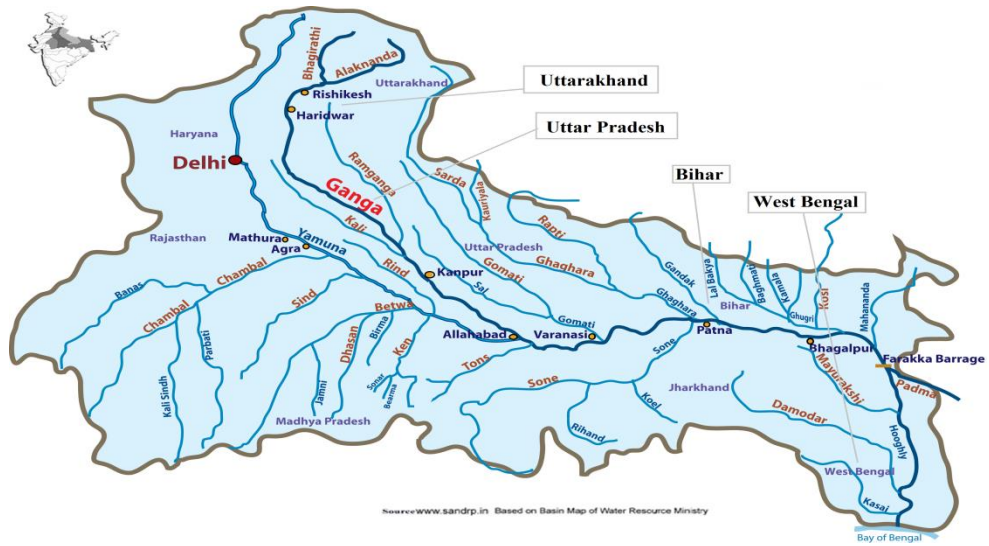 Bhagirathi
Alaknanda
Uttarakhand
Uttarakhand
Rishikesh
Haridwar
Uttar Pradesh
Haryana
Delhi
Ramganga
Ganga
Sarda
Kauriyala
Bihar
West Bengal
Rapti
Rajasthan
Mathura
Agra
Yamuna
Kali
Uttar Pradesh
Ghaghara
Gomati
Kanpur
Sai
Rind
Chambal
Banas
Chambal
Sind
Betwa
Parbati
Kali Sindh
Dhasan
Birma
Ken
Jamni
Sonar
Bearma
Madhya Pradesh
Allahabad
Varanasi
Gomati
Tons
Gandak
Lal Bakya
Baghmati
Kamala
Kosi
Ghugri
Mahananda
Ghaghara
Bihar
Patna
Sone
Sone
Bhagalpur
Farakka Barrage
Padma
Mayurakshi
Jharkhand
Koel
Rihand
Damodar
Hooghly
West Bengal
Kasai
Source www.sandrp.in Based on Basin Map of Water Resource Ministry
Bay of Bengal